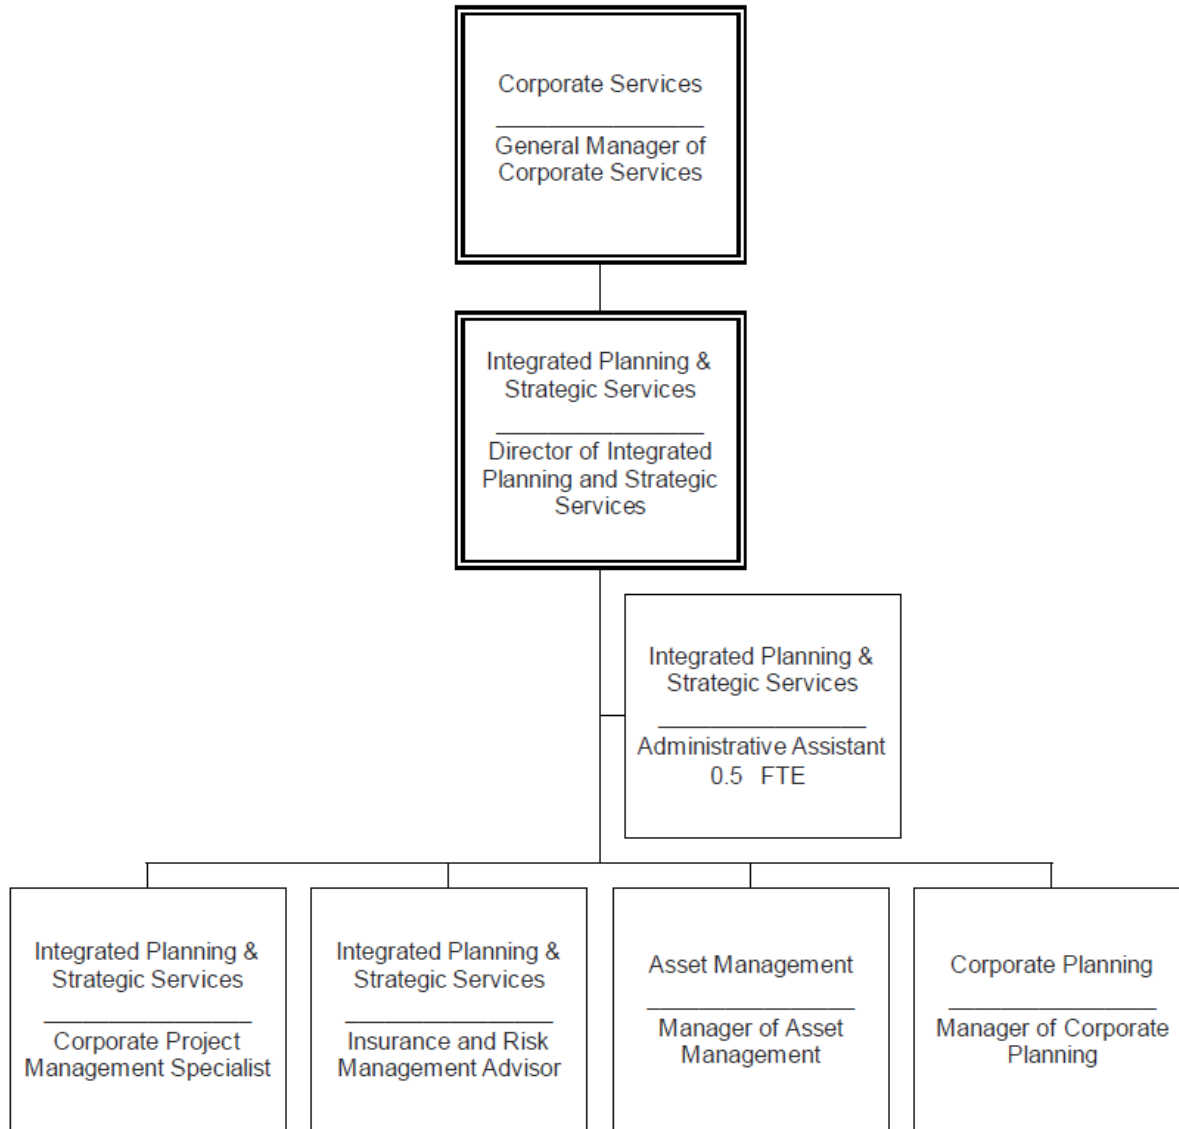 Corporate Services
General Manager of
Corporate Services
Integrated Planning &
Strategic Services
Director of Integrated
Planning and Strategic
Services
Integrated Planning &
Strategic Services
Administrative Assistant
0.5 FTE
Integrated Planning &
Strategic Services
Corporate Project
Management Specialist
Integrated Planning &
Strategic Services
Insurance and Risk
Management Advisor
Asset Management
Manager of Asset
Management
Corporate Planning
Manager of Corporate
Planning